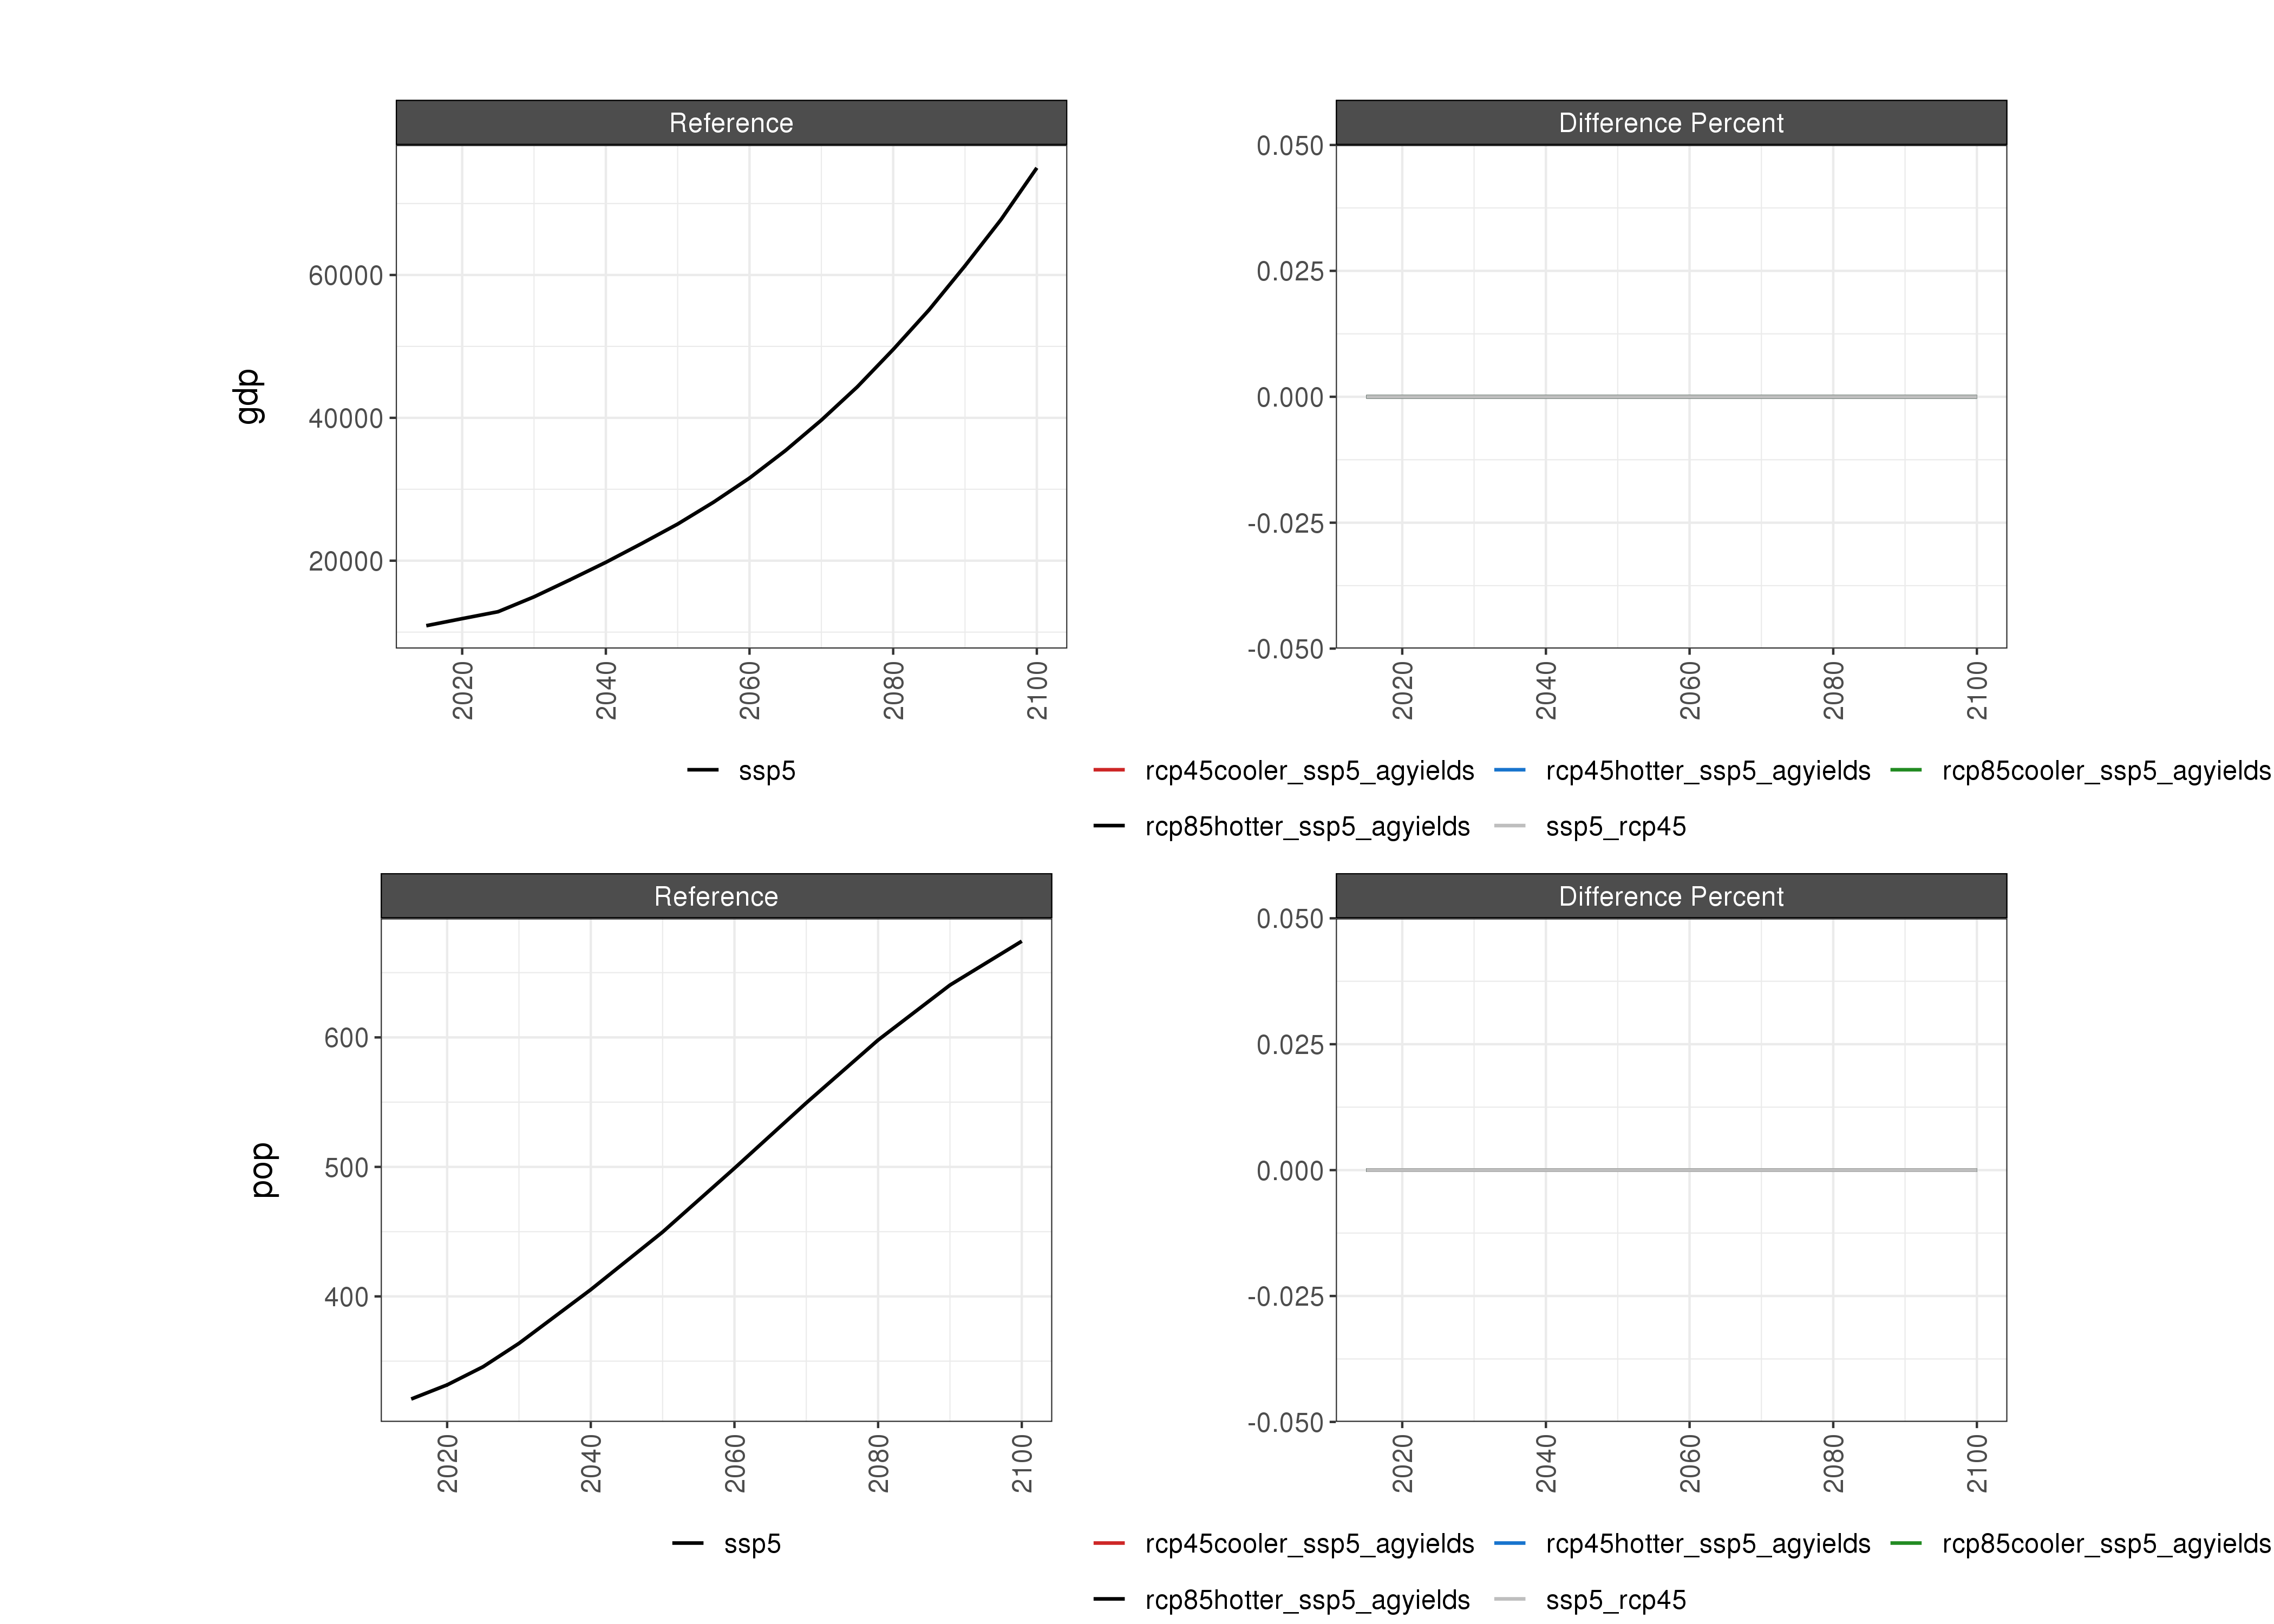 Reference
Difference Percent
gdp
60000
40000
20000
2020 2040 2060 2080 2100
0.050
0.025
0.000
-0.025
-0.050
2020 2040 2060 2080 2100
ssp5
rcp45cooler_ssp5_agyields rcp45hotter_ssp5_agyields rcp85cooler_ssp5_agyields
rcp85hotter_ssp5_agyields ssp5_rcp45
Reference
Difference Percent
pop
600
500
400
2020 2040 2060 2080 2100
0.050
0.025
0.000
-0.025
-0.050
2020 2040 2060 2080 2100
ssp5
rcp45cooler_ssp5_agyields rcp45hotter_ssp5_agyields rcp85cooler_ssp5_agyields
rcp85hotter_ssp5_agyields ssp5_rcp45